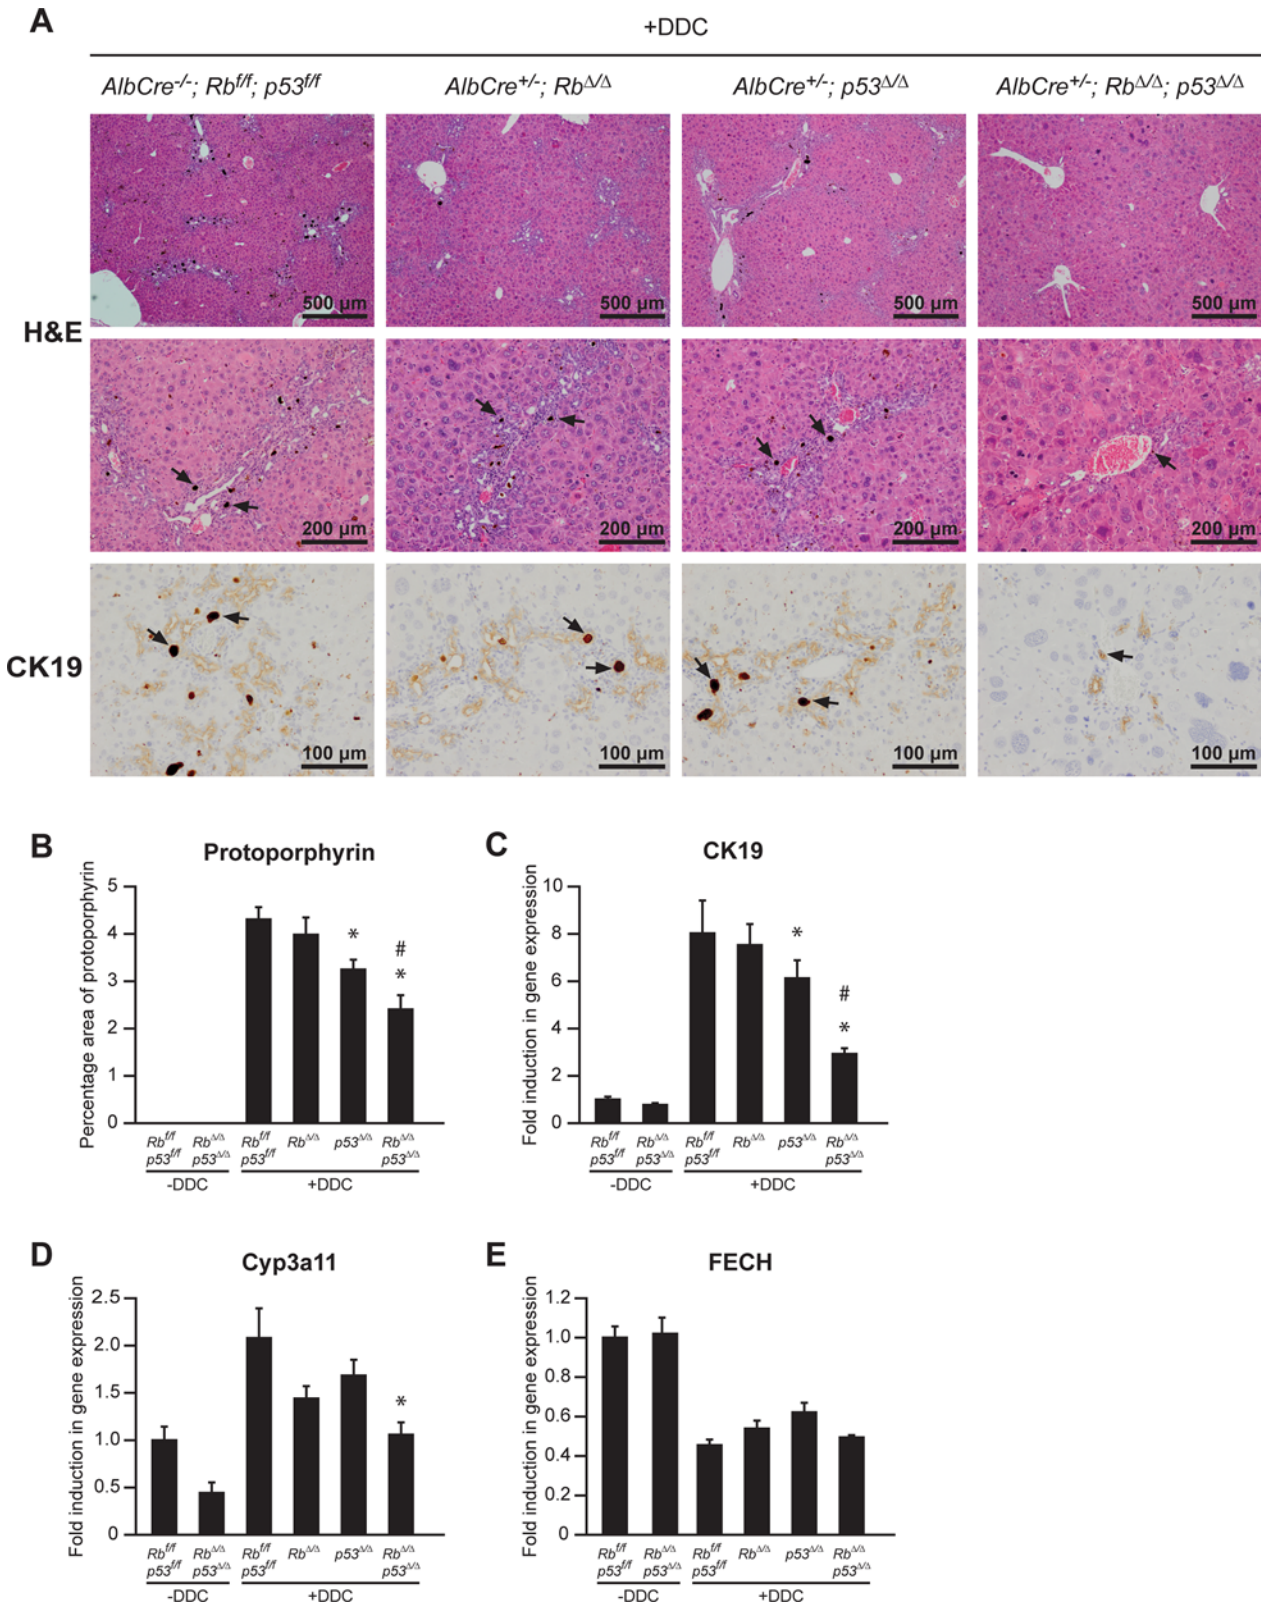 A
+DDC
AlbCre-/-; Rbf/f; p53f/f
AlbCre+/-; RbΔ/Δ
AlbCre+/-; p53Δ/Δ
AlbCre+/-; RbΔ/Δ; p53Δ/Δ
H&E
500 µm
500 µm
500 µm
500 µm
200 µm
200 µm
200 µm
200 µm
CK19
100 µm
100 µm
100 µm
100 µm
B
Protoporphyrin
Percentage area of protoporphyrin
5
4
3
2
1
0
*
#
*
Rbf/f RbΔ/Δ Rbf/f RbΔ/Δ p53Δ/Δ RbΔ/Δ
p53f/f p53Δ/Δ p53f/f p53Δ/Δ
-DDC +DDC
C
CK19
Fold induction in gene expression
10
8
6
4
2
0
*
#
*
Rbf/f RbΔ/Δ Rbf/f RbΔ/Δ p53Δ/Δ RbΔ/Δ
p53f/f p53Δ/Δ p53f/f p53Δ/Δ
-DDC +DDC
D
Cyp3a11
Fold induction in gene expression
2.5
2.0
1.5
1.0
0.5
0
*
Rbf/f RbΔ/Δ Rbf/f RbΔ/Δ p53Δ/Δ RbΔ/Δ
p53f/f p53Δ/Δ p53f/f p53Δ/Δ
-DDC +DDC
E
FECH
Fold induction in gene expression
1.2
1.0
0.8
0.6
0.4
0.2
0
Rbf/f RbΔ/Δ Rbf/f RbΔ/Δ p53Δ/Δ RbΔ/Δ
p53f/f p53Δ/Δ p53f/f p53Δ/Δ
-DDC +DDC